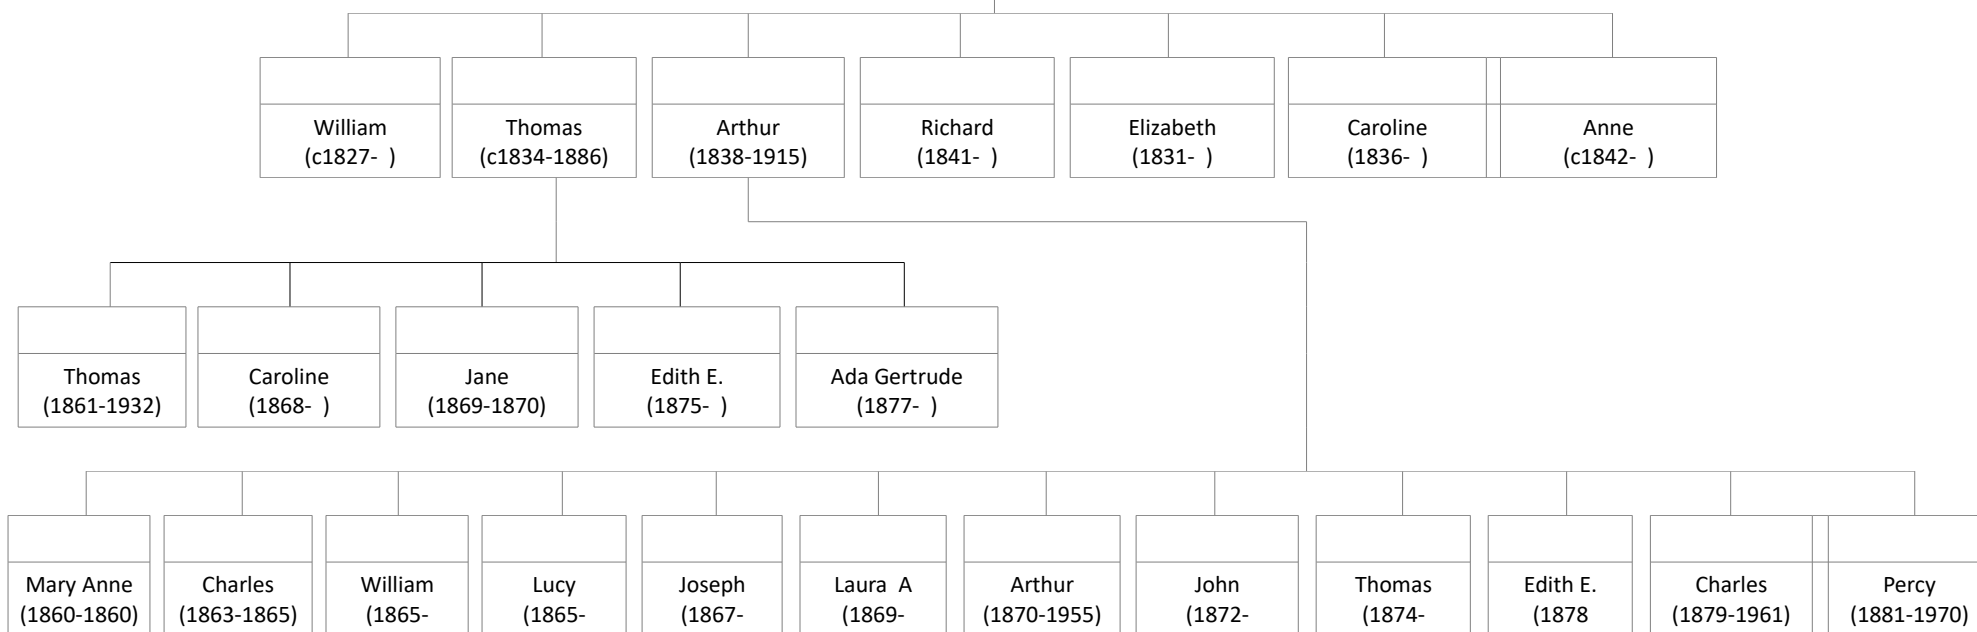 William
(c1827-  )
Thomas
(c1834-1886)
Arthur
(1838-1915)
Richard
(1841-  )
Elizabeth
(1831-  )
Caroline
(1836-  )
Anne
(c1842-  )
Thomas
(1861-1932)
Caroline
(1868-  )
Jane
(1869-1870)
Edith E.
(1875-  )
Ada Gertrude
(1877-  )
Mary Anne
(1860-1860)
Charles
(1863-1865)
William
(1865-
Lucy
(1865-
Joseph
(1867-
Laura  A
(1869-
Arthur
(1870-1955)
John
(1872-
Thomas
(1874-
Edith E.
(1878
Charles
(1879-1961)
Percy
(1881-1970)